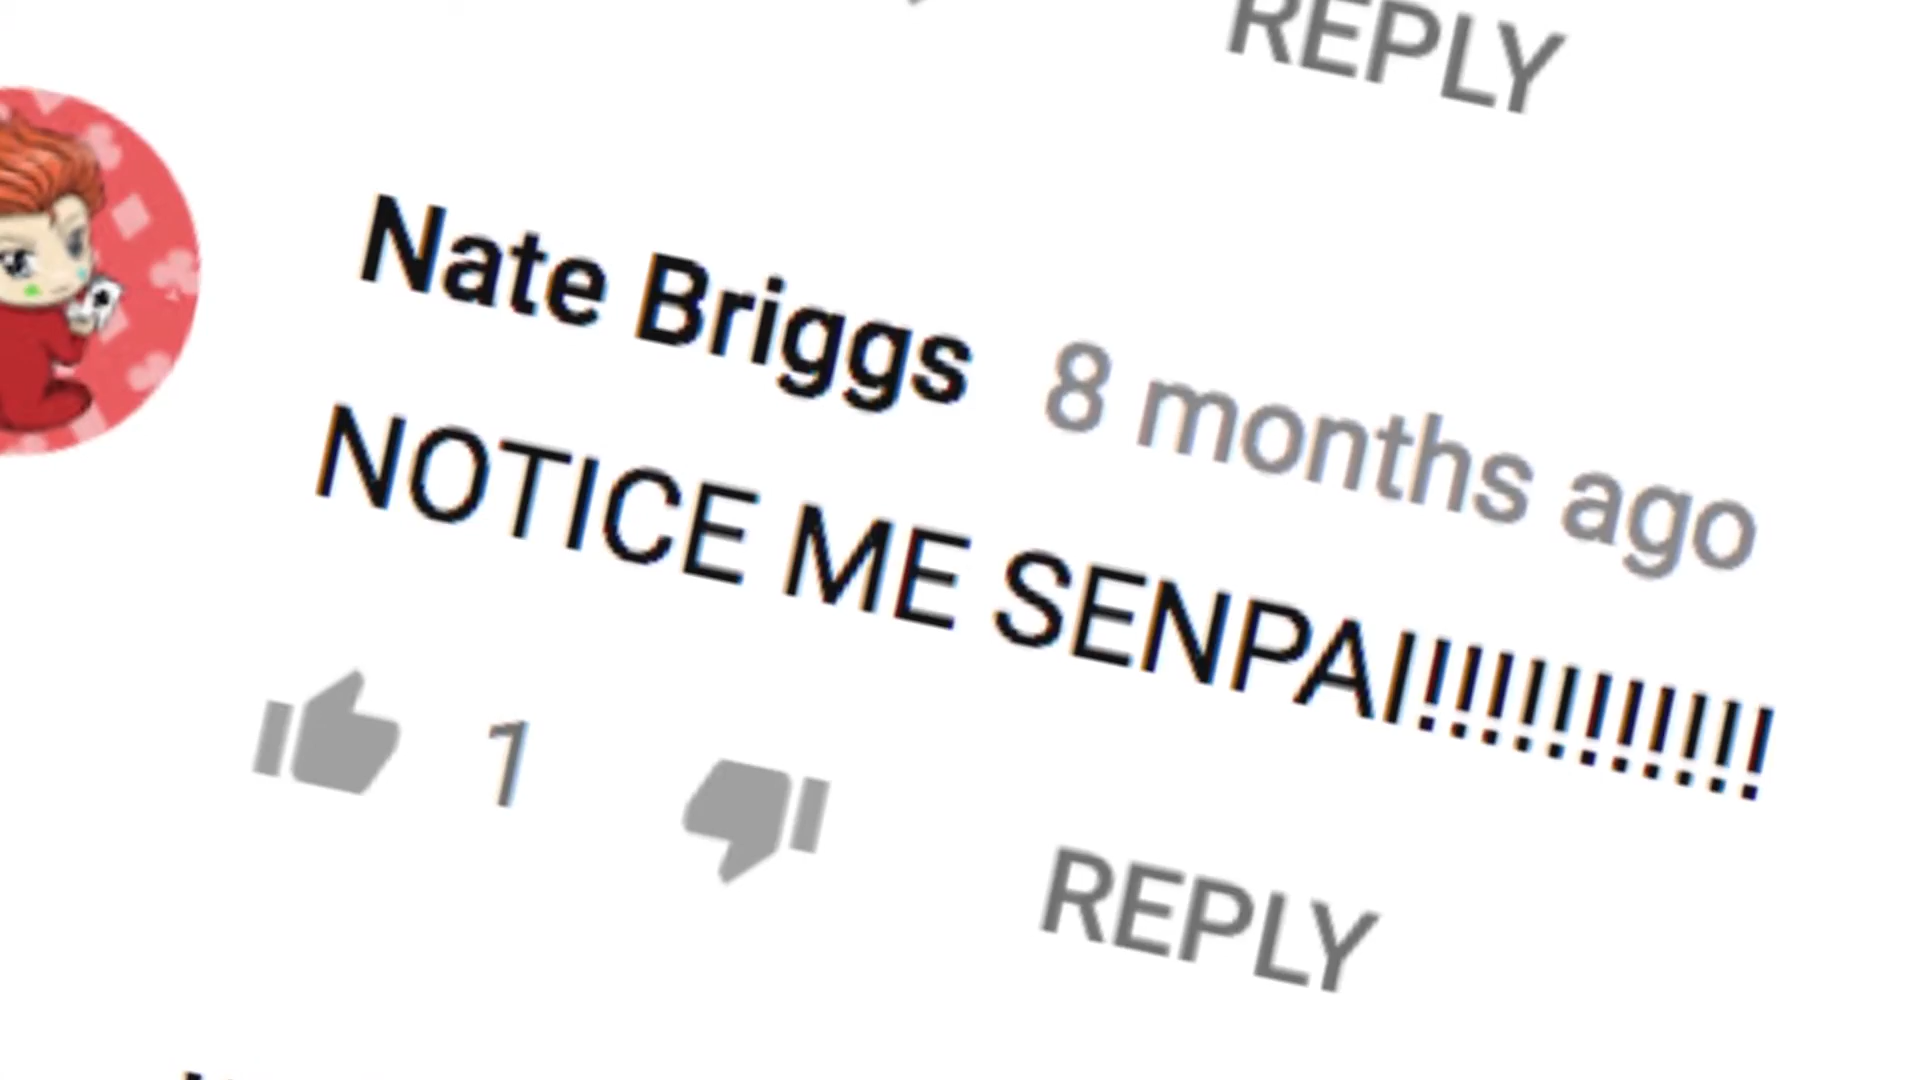 REPLY
Nate Briggs 8 months ago
NOTICE ME SENPAI!!!!!!!!!!!
1
REPLY